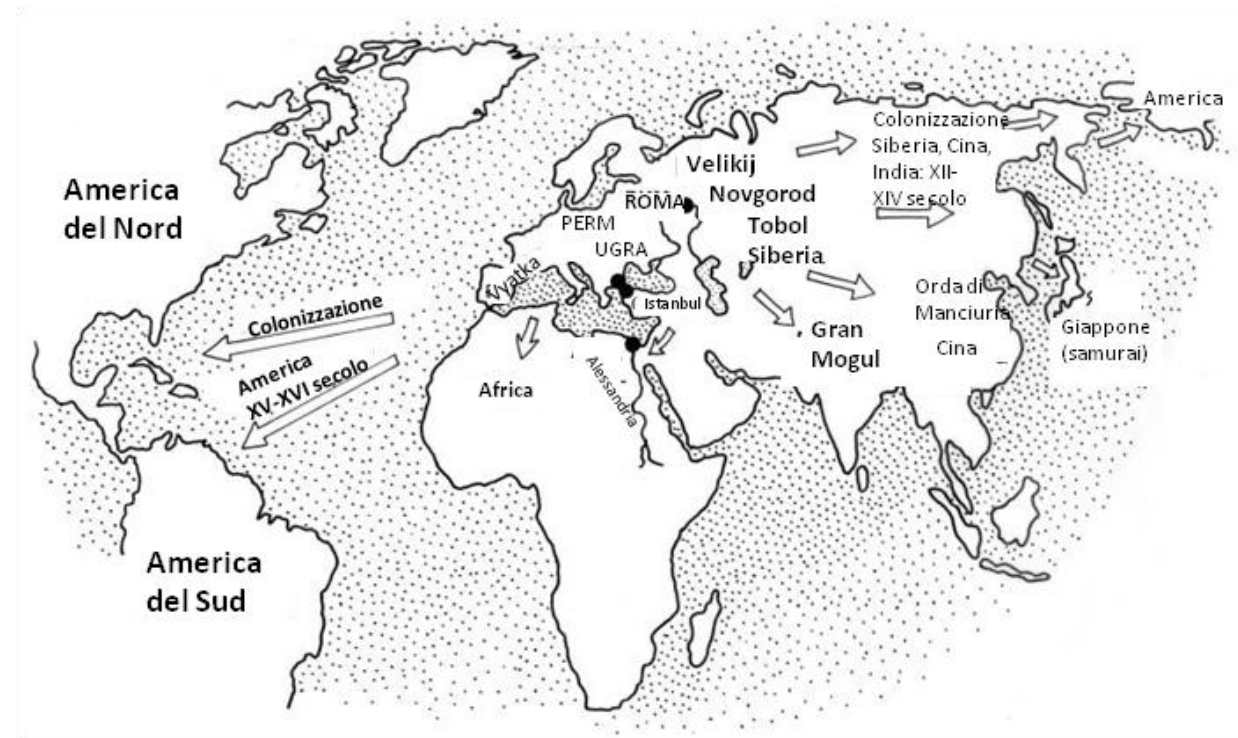 America
del Nord
Colonizzazione
America
XV-XVI secolo
America
del Sud
Vyatka
PERM
UGRA
ROMA
Velikij
Novgorod
Tobol
Siberia
Istanbul
Africa
Alessandria
Gran
Mogul
Colonizzazione
Siberia, Cina,
India: XII-
XIV secolo
America
Orda di
Manciuria
Cina
Giappone
(samurai)